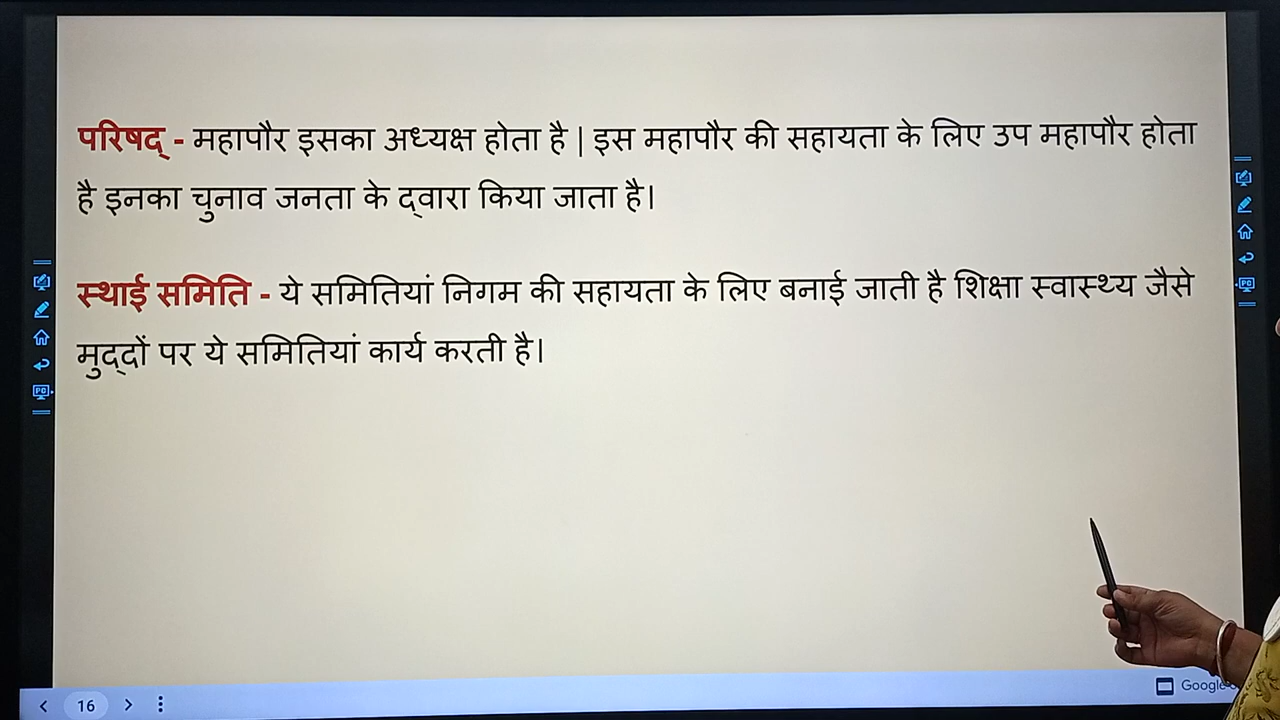 परिषद् - महापौर इसका अध्यक्ष होता है | इस महापौर की सहायता के लिए उप महापौर होता
है इनका चुनाव जनता के द्वारा किया जाता है।
स्थाई समिति - ये समितियां निगम की सहायता के लिए बनाई जाती है शिक्षा स्वास्थ्य जैसे
मुद्दों पर ये समितियां कार्य करती है।
16
Google